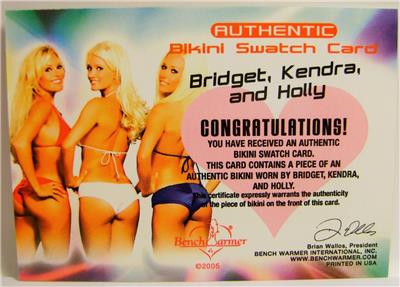 AUTHENTIC
Bikini Swatch Card
Bridget, Kendra,
and Holly
CONGRATULATIONS!
YOU HAVE RECEIVED AN AUTHENTIC
BIKINI SWATCH CARD.
THIS CARD CONTAINS A PIECE OF AN
AUTHENTIC BIKINI WORN BY BRIDGET, KENDRA,
AND HOLLY.
This certificate expressly warrants the authenticity
of the piece of bikini on the front of this card.
BenchWarmer
©2005
Brian Wallos, President
BENCH WARMER INTERNATIONAL, INC.
WWW.BENCHWARMER.COM
PRINTED IN USA